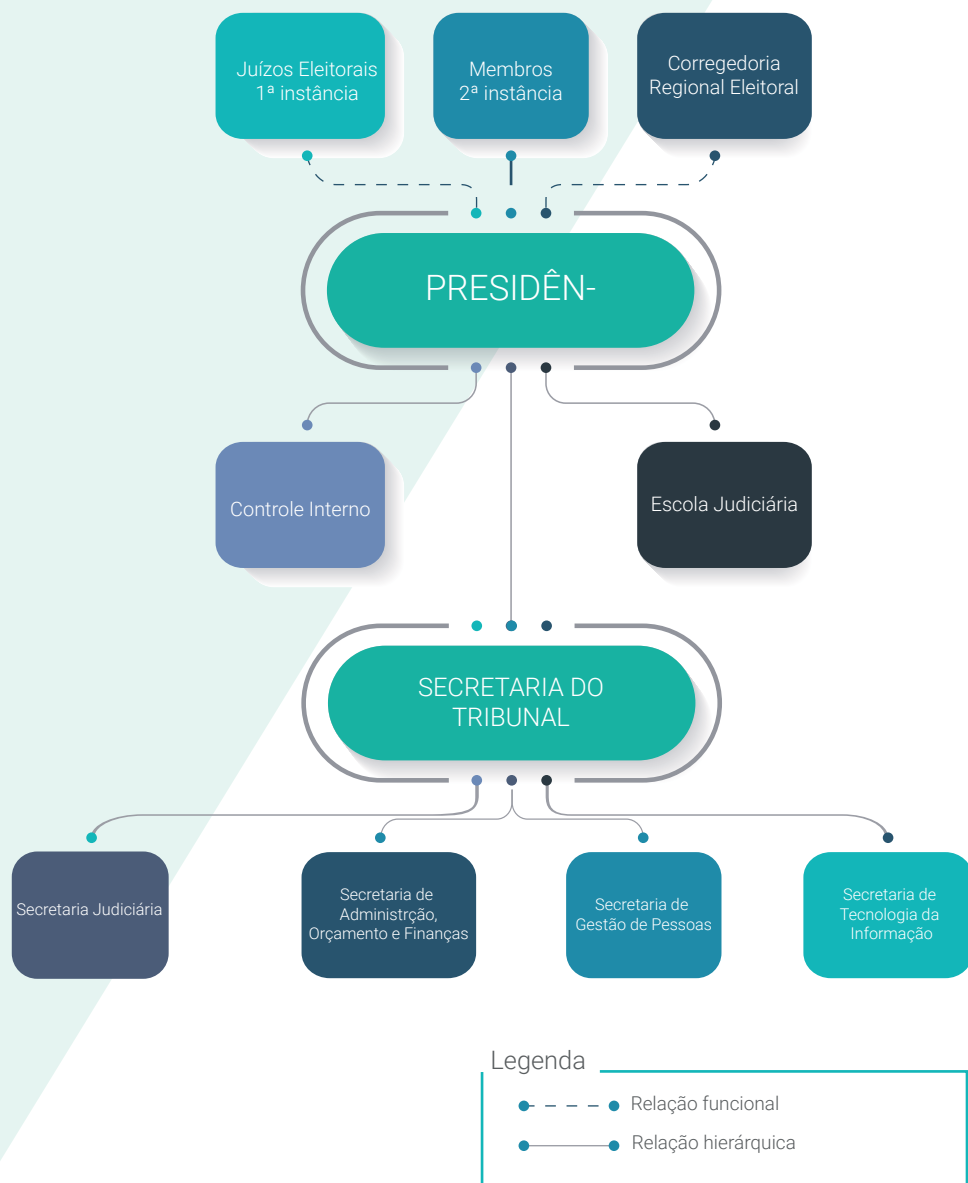 Juízos Eleitorais
1ª instância
Membros
2ª instância
Corregedoria
Regional Eleitoral
PRESIDÊN-
Controle Interno
Escola Judiciária
SECRETARIA DO
TRIBUNAL
Secretaria Judiciária
Secretaria de
Administrção,
Orçamento e Finanças
Secretaria de
Gestão de Pessoas
Secretaria de
Tecnologia da
Informação
Legenda
Relação funcional
Relação hierárquica